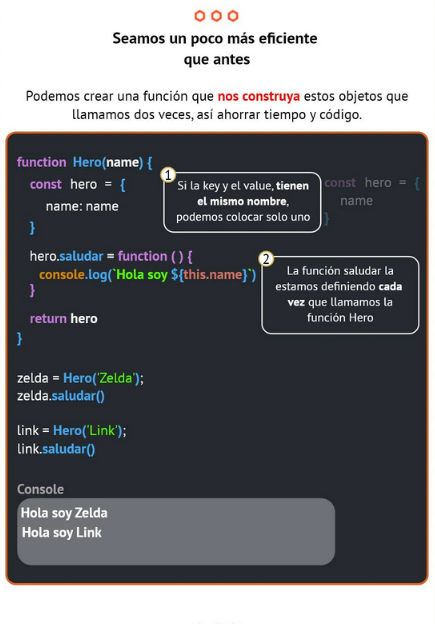 Seamos un poco más eficiente
que antes
Podemos crear una función que nos construya estos objetos que
llamamos dos veces, así ahorrar tiempo y código.
function Hero(name) {
const hero = {
name: name
}
1
Si la key y el value, tienen
el mismo nombre,
podemos colocar solo uno
const hero = {
name
}
hero.saludar = function ( ) {
console.log(`Hola soy ${this.name}`)
}
2
La función saludar la
estamos definiendo cada
vez que llamamos la
función Hero
return hero
}
zelda = Hero('Zelda');
zelda.saludar()
link = Hero('Link');
link.saludar()
Console
Hola soy Zelda
Hola soy Link